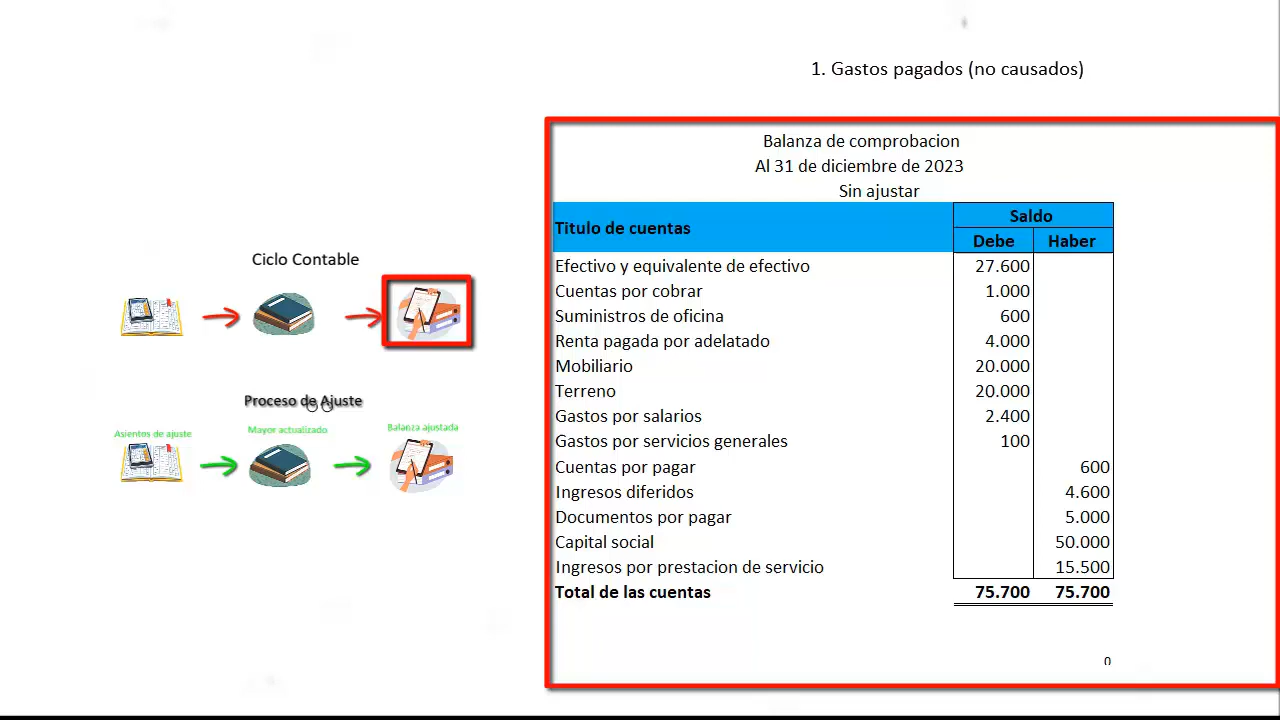 1. Gastos pagados (no causados)
Balanza de comprobacion
Al 31 de diciembre de 2023
Sin ajustar
Titulo de cuentas Saldo
Debe Haber
Efectivo y equivalente de efectivo 27.600
Cuentas por cobrar 1.000
Suministros de oficina 600
Renta pagada por adelatado 4.000
Mobiliario 20.000
Terreno 20.000
Gastos por salarios 2.400
Gastos por servicios generales 100
Cuentas por pagar 600
Ingresos diferidos 4.600
Documentos por pagar 5.000
Capital social 50.000
Ingresos por prestacion de servicio 15.500
Total de las cuentas 75.700 75.700
0
Ciclo Contable
Proceso de Ajuste
Asientos de ajuste Mayor actualizado Balanza ajustada